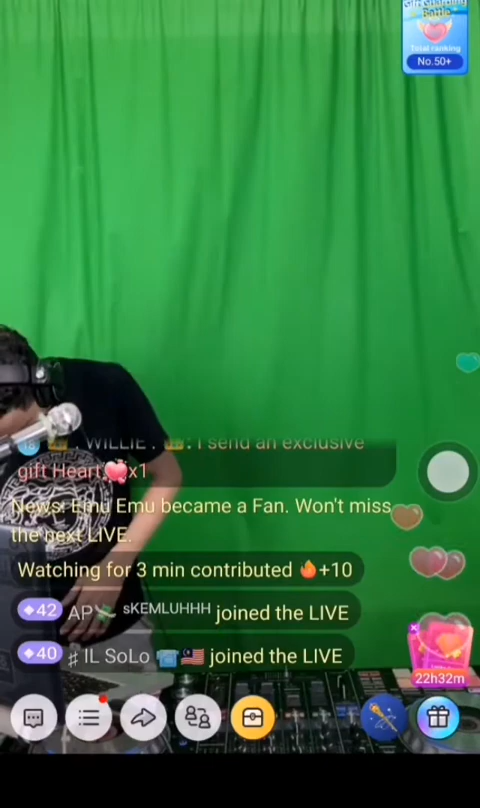 Gift Guarding
Battle
Total ranking
No.50+
. WILLIE . : I send an exclusive
gift Heart x1
News: Emu Emu became a Fan. Won't miss
the next LIVE.
Watching for 3 min contributed 🔥+10
42 AP sKEMLUHHH joined the LIVE
40 ♯ IL SoLo ☎️🇲🇾 joined the LIVE
22h32m